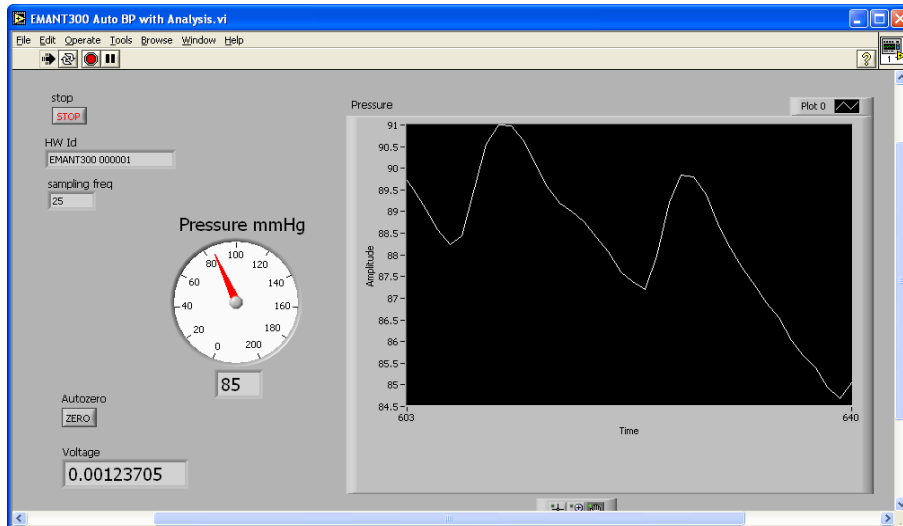 EMANT300 Auto BP with Analysis.vi
File Edit Operate Tools Browse Window Help
1
stop
STOP
HW Id
EMANT300 000001
sampling freq
25
Pressure mmHg
0
20
40
60
80
100
120
140
160
180
200
85
Autozero
ZERO
Voltage
0.00123705
Pressure
Plot 0
Amplitude
91
90.5
90
89.5
89
88.5
88
87.5
87
86.5
86
85.5
85
84.5
603
640
Time